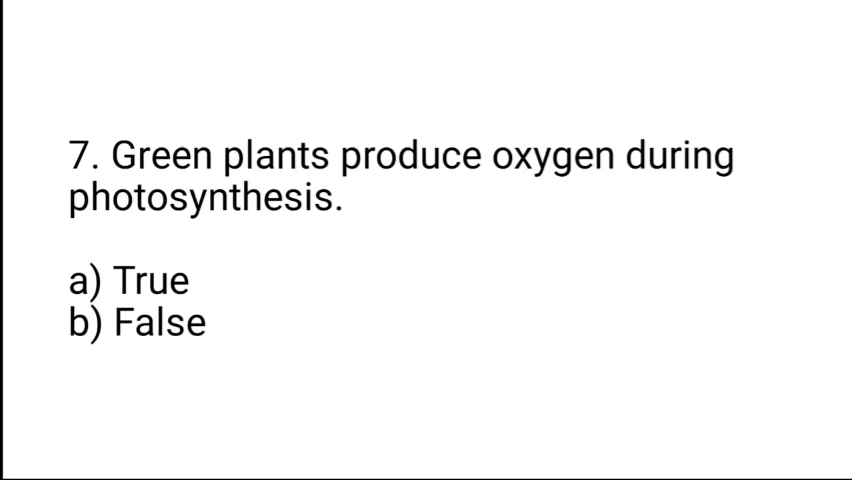 7. Green plants produce oxygen during
photosynthesis.
a) True
b) False